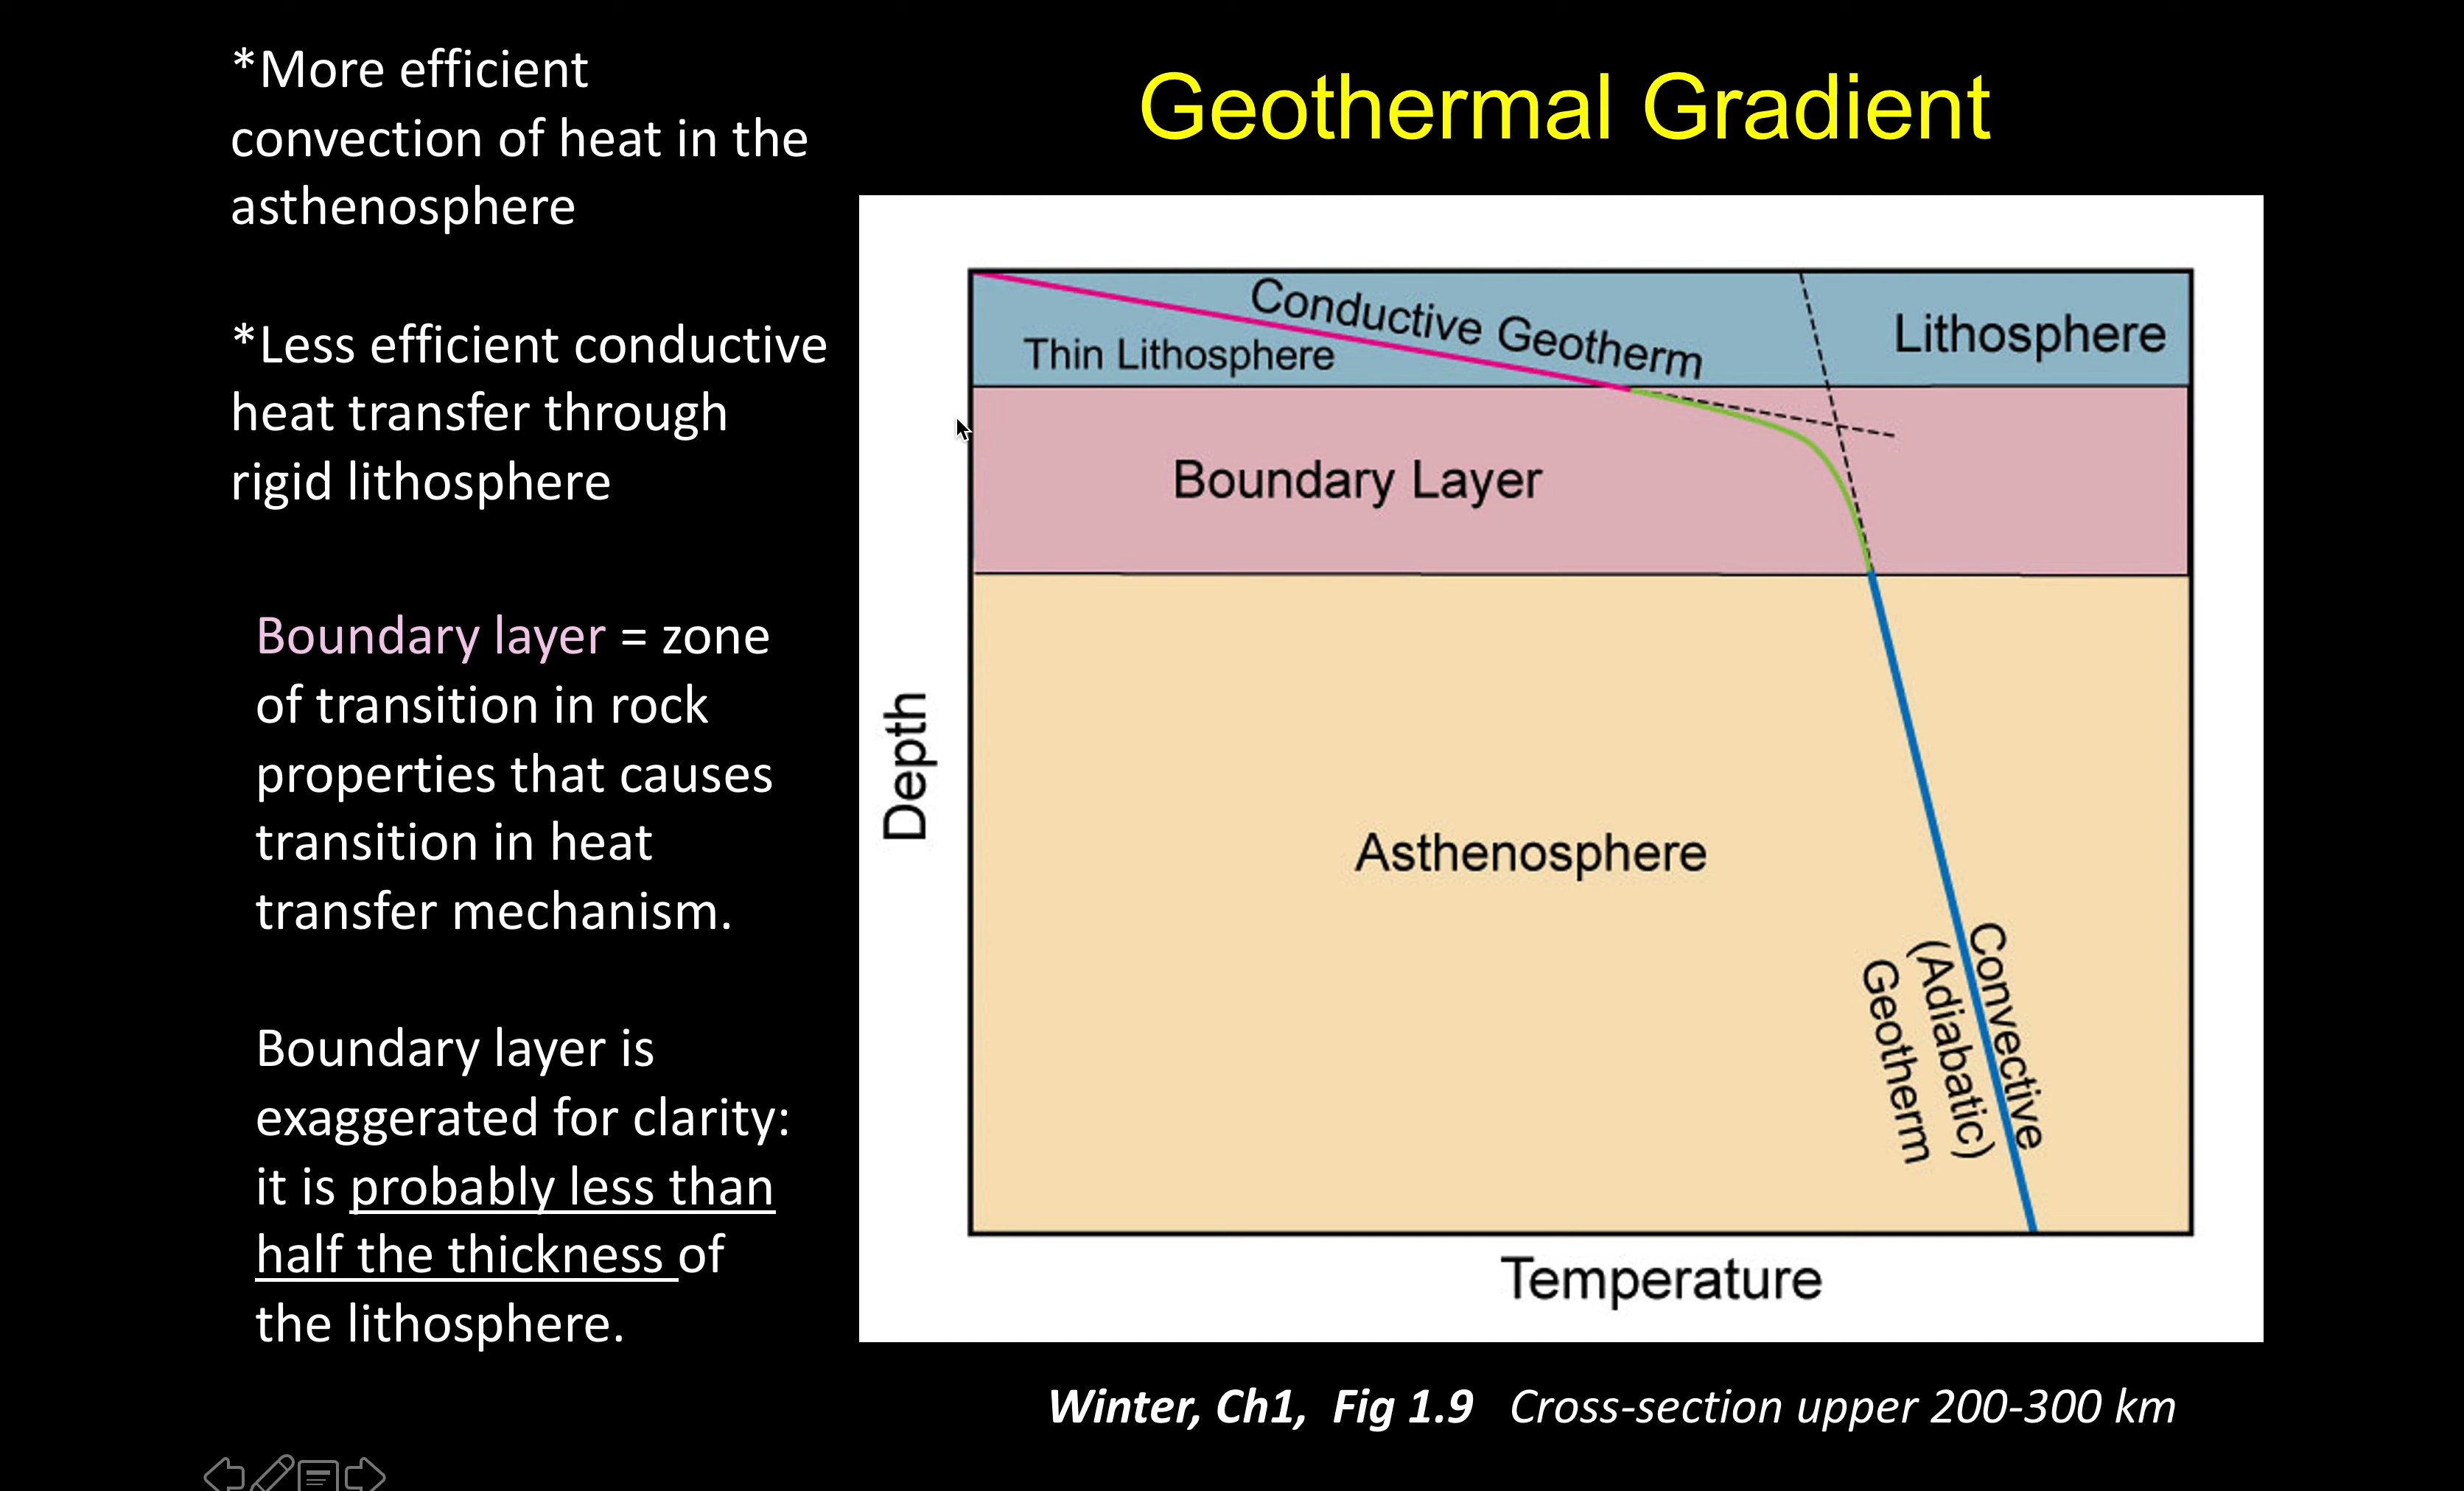 *More efficient
convection of heat in the
asthenosphere
*Less efficient conductive
heat transfer through
rigid lithosphere
Boundary layer = zone
of transition in rock
properties that causes
transition in heat
transfer mechanism.
Boundary layer is
exaggerated for clarity:
it is probably less than
half the thickness of
the lithosphere.
Geothermal Gradient
Conductive Geotherm
Thin Lithosphere
Lithosphere
Boundary Layer
Asthenosphere
Convective
(Adiabatic)
Geotherm
Depth
Temperature
Winter, Ch1, Fig 1.9 Cross-section upper 200-300 km